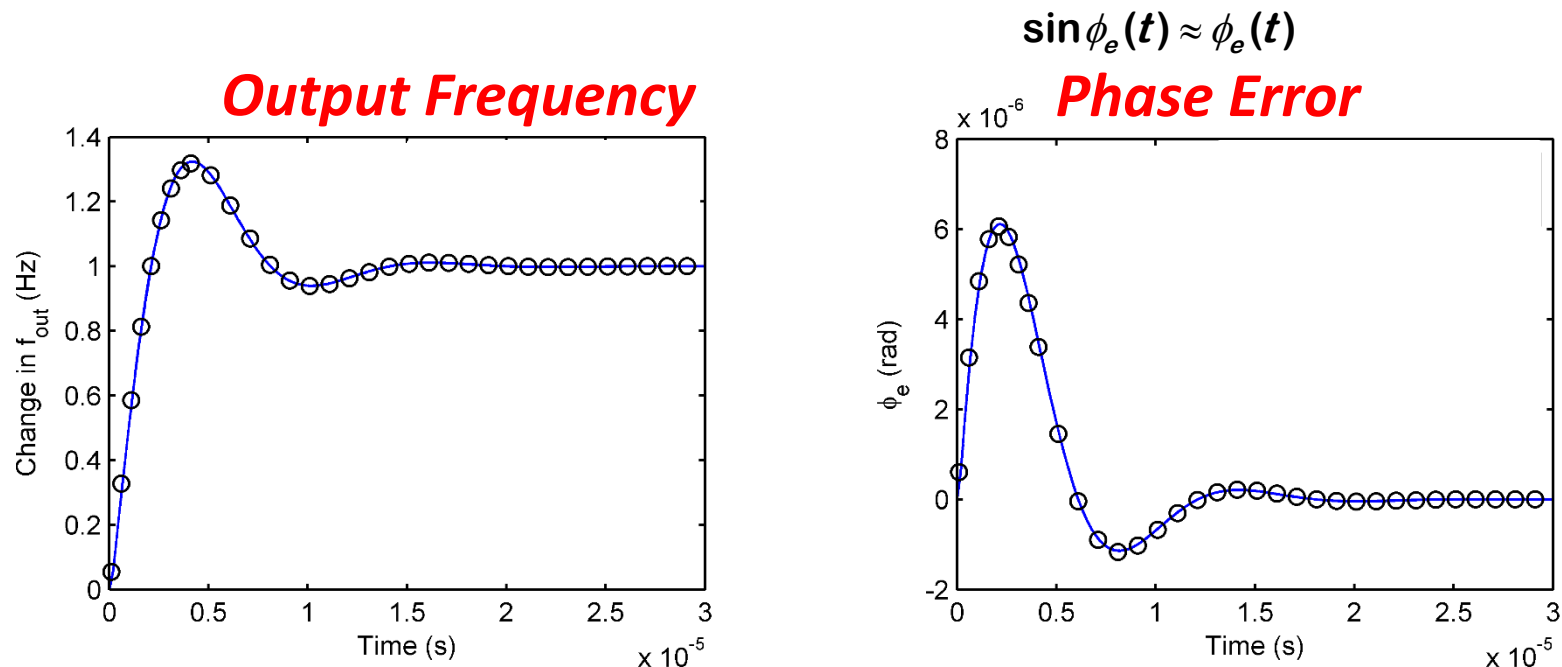 sin ϕₑ(t) ≈ ϕₑ(t)
Output Frequency
Phase Error
Change in f_out (Hz)
1.4
1.2
1
0.8
0.6
0.4
0.2
0
0 0.5 1 1.5 2 2.5 3
Time (s)
x 10⁻⁵
x 10⁻⁶
ϕₑ (rad)
8
6
4
2
0
-2
0 0.5 1 1.5 2 2.5 3
Time (s)
x 10⁻⁵